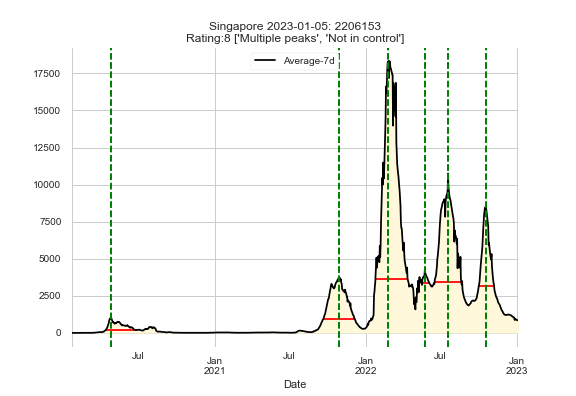 Singapore 2023-01-05: 2206153
Rating:8 ['Multiple peaks', 'Not in control']
Average-7d
17500
15000
12500
10000
7500
5000
2500
0
Jul
Jan
2021
Jul
Jan
2022
Jul
Jan
2023
Date